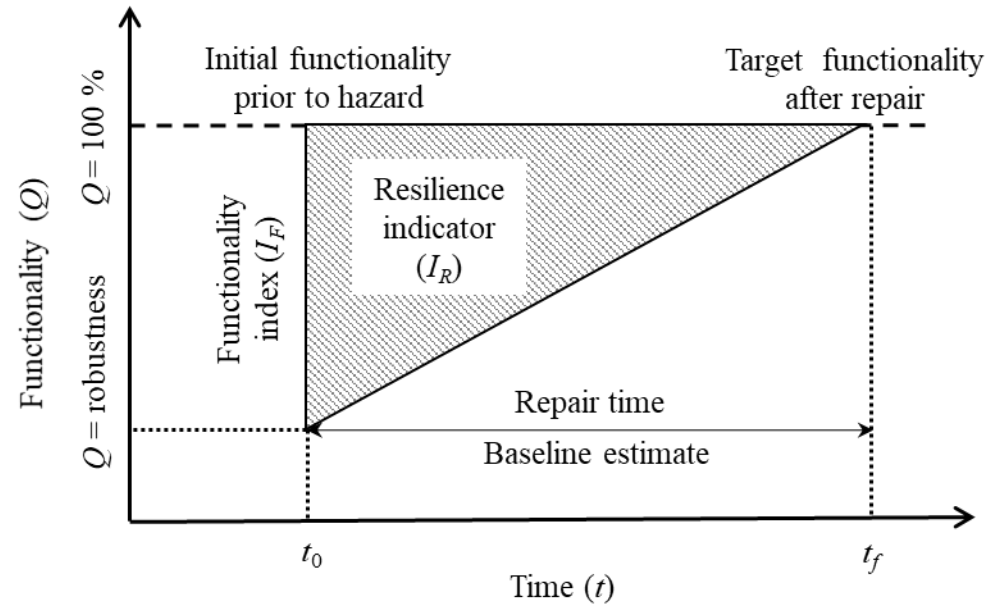 Initial functionality
prior to hazard
Target functionality
after repair
Functionality (Q)
Q = 100 %
Q = robustness
Functionality
index (I_F)
Resilience
indicator
(I_R)
Repair time
Baseline estimate
t_0
t_f
Time (t)